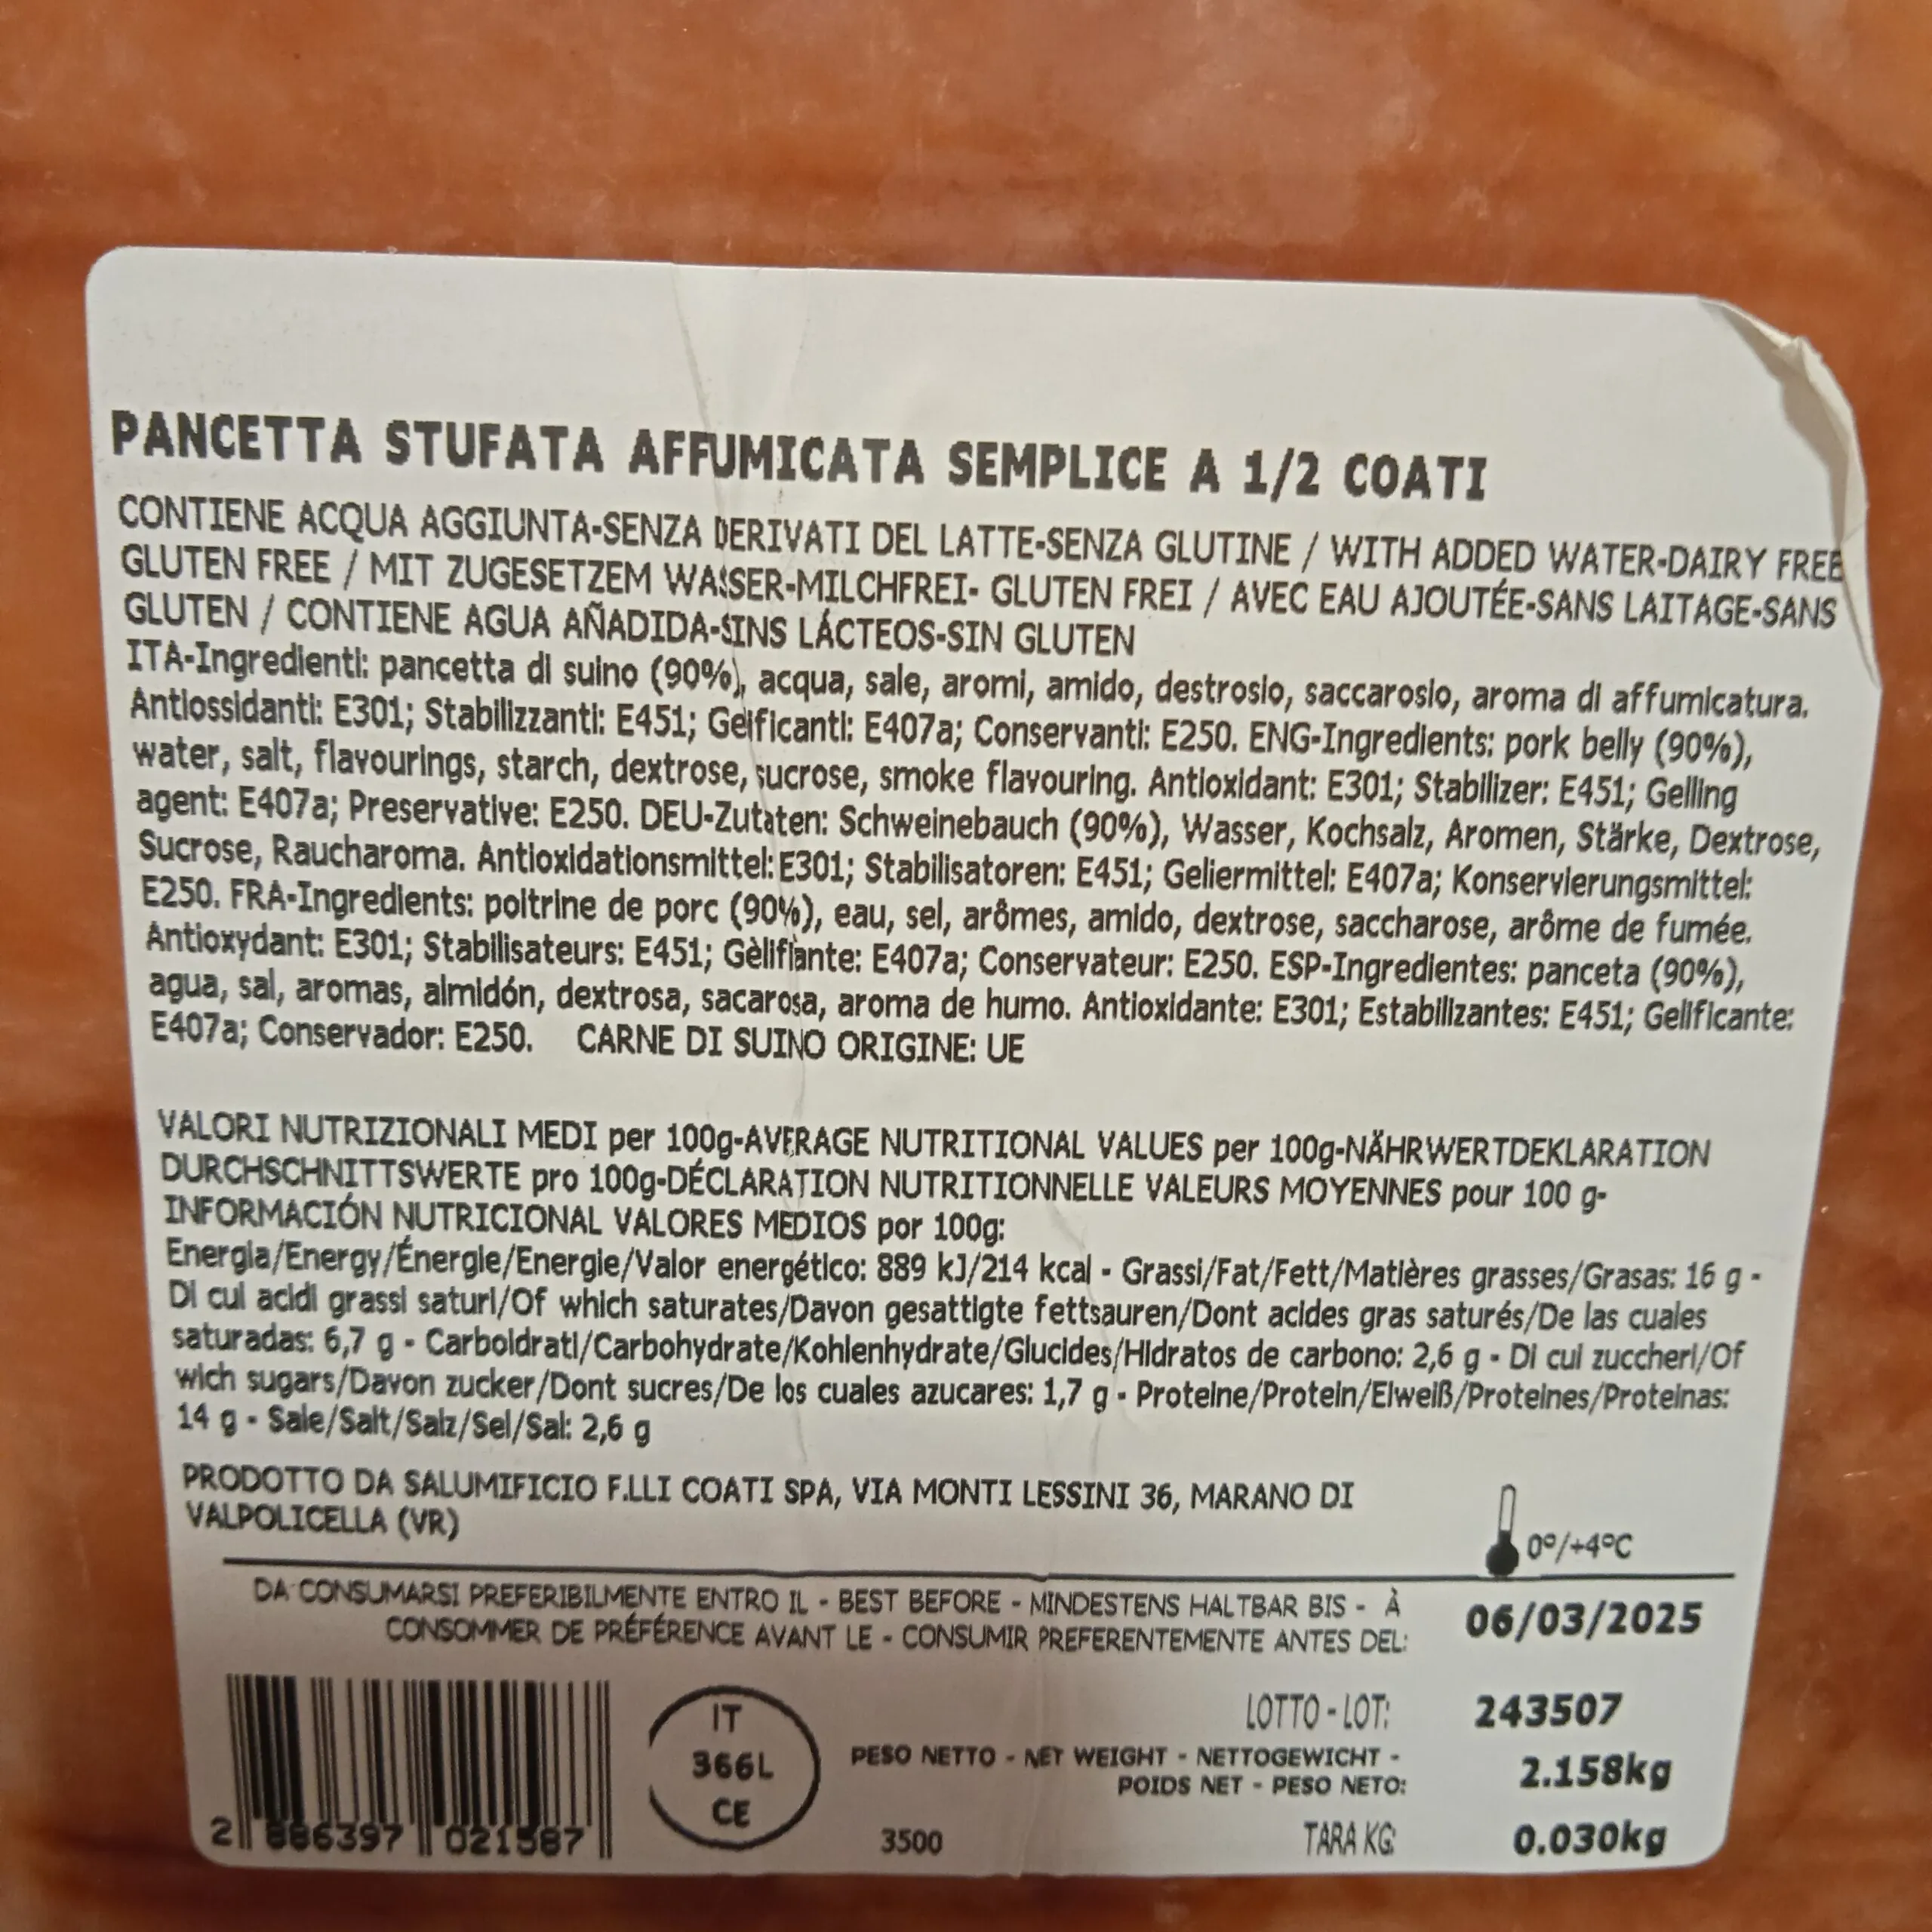 PANCETTA STUFATA AFFUMICATA SEMPLICE A 1/2 COATI
CONTIENE ACQUA AGGIUNTA-SENZA DERIVATI DEL LATTE-SENZA GLUTINE / WITH ADDED WATER-DAIRY FREE
GLUTEN FREE / MIT ZUGESETZEM WASSER-MILCHFREI- GLUTEN FREI / AVEC EAU AJOUTÉE-SANS LAITAGE-SANS
GLUTEN / CONTIENE AGUA AÑADIDA-SINS LÁCTEOS-SIN GLUTEN
ITA-Ingredienti: pancetta di suino (90%), acqua, sale, aromi, amido, destrosio, saccarosio, aroma di affumicatura.
Antiossidanti: E301; Stabilizzanti: E451; Gelficanti: E407a; Conservanti: E250. ENG-Ingredients: pork belly (90%),
water, salt, flavourings, starch, dextrose, sucrose, smoke flavouring. Antioxidant: E301; Stabilizer: E451; Gelling
agent: E407a; Preservative: E250. DEU-Zutaten: Schweinebauch (90%), Wasser, Kochsalz, Aromen, Stärke, Dextrose,
Sucrose, Raucharoma. Antioxidationsmittel: E301; Stabilisatoren: E451; Geliermittel: E407a; Konservierungsmittel:
E250. FRA-Ingredients: poitrine de porc (90%), eau, sel, arômes, amido, dextrose, saccharose, arôme de fumée.
Antioxydant: E301; Stabilisateurs: E451; Gèlifiante: E407a; Conservateur: E250. ESP-Ingredientes: panceta (90%),
agua, sal, aromas, almidón, dextrosa, sacarosa, aroma de humo. Antioxidante: E301; Estabilizantes: E451; Gelificante:
E407a; Conservador: E250. CARNE DI SUINO ORIGINE: UE
VALORI NUTRIZIONALI MEDI per 100g-AVERAGE NUTRITIONAL VALUES per 100g-NÄHRWERTDEKLARATION
DURCHSCHNITTSWERTE pro 100g-DÉCLARATION NUTRITIONNELLE VALEURS MOYENNES pour 100 g-
INFORMACIÓN NUTRICIONAL VALORES MEDIOS por 100g:
Energia/Energy/Énergie/Energie/Valor energético: 889 kJ/214 kcal - Grassi/Fat/Fett/Matières grasses/Grasas: 16 g -
Di cui acidi grassi saturi/Of which saturates/Davon gesattigte fettsauren/Dont acides gras saturés/De las cuales
saturadas: 6,7 g - Carboidrati/Carbohydrate/Kohlenhydrate/Glucides/Hidratos de carbono: 2,6 g - Di cui zuccheri/Of
wich sugars/Davon zucker/Dont sucres/De los cuales azucares: 1,7 g - Proteine/Protein/Eiweiß/Proteines/Proteinas:
14 g - Sale/Salt/Salz/Sel/Sal: 2,6 g
PRODOTTO DA SALUMIFICIO F.LLI COATI SPA, VIA MONTI LESSINI 36, MARANO DI
VALPOLICELLA (VR)
0°/+4°C
DA CONSUMARSI PREFERIBILMENTE ENTRO IL - BEST BEFORE - MINDESTENS HALTBAR BIS - À
CONSOMMER DE PRÉFÉRENCE AVANT LE - CONSUMIR PREFERENTEMENTE ANTES DEL:
06/03/2025
LOTTO - LOT: 243507
IT
366L
CE
PESO NETTO - NET WEIGHT - NETTOGEWICHT -
POIDS NET - PESO NETO:
2.158kg
2 886397 021587
3500
TARA KG: 0.030kg